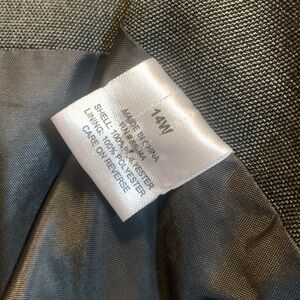 14W
MADE IN CHINA
SHELL: 100% POLYESTER
LINING: 100% POLYESTER
CARE ON REVERSE